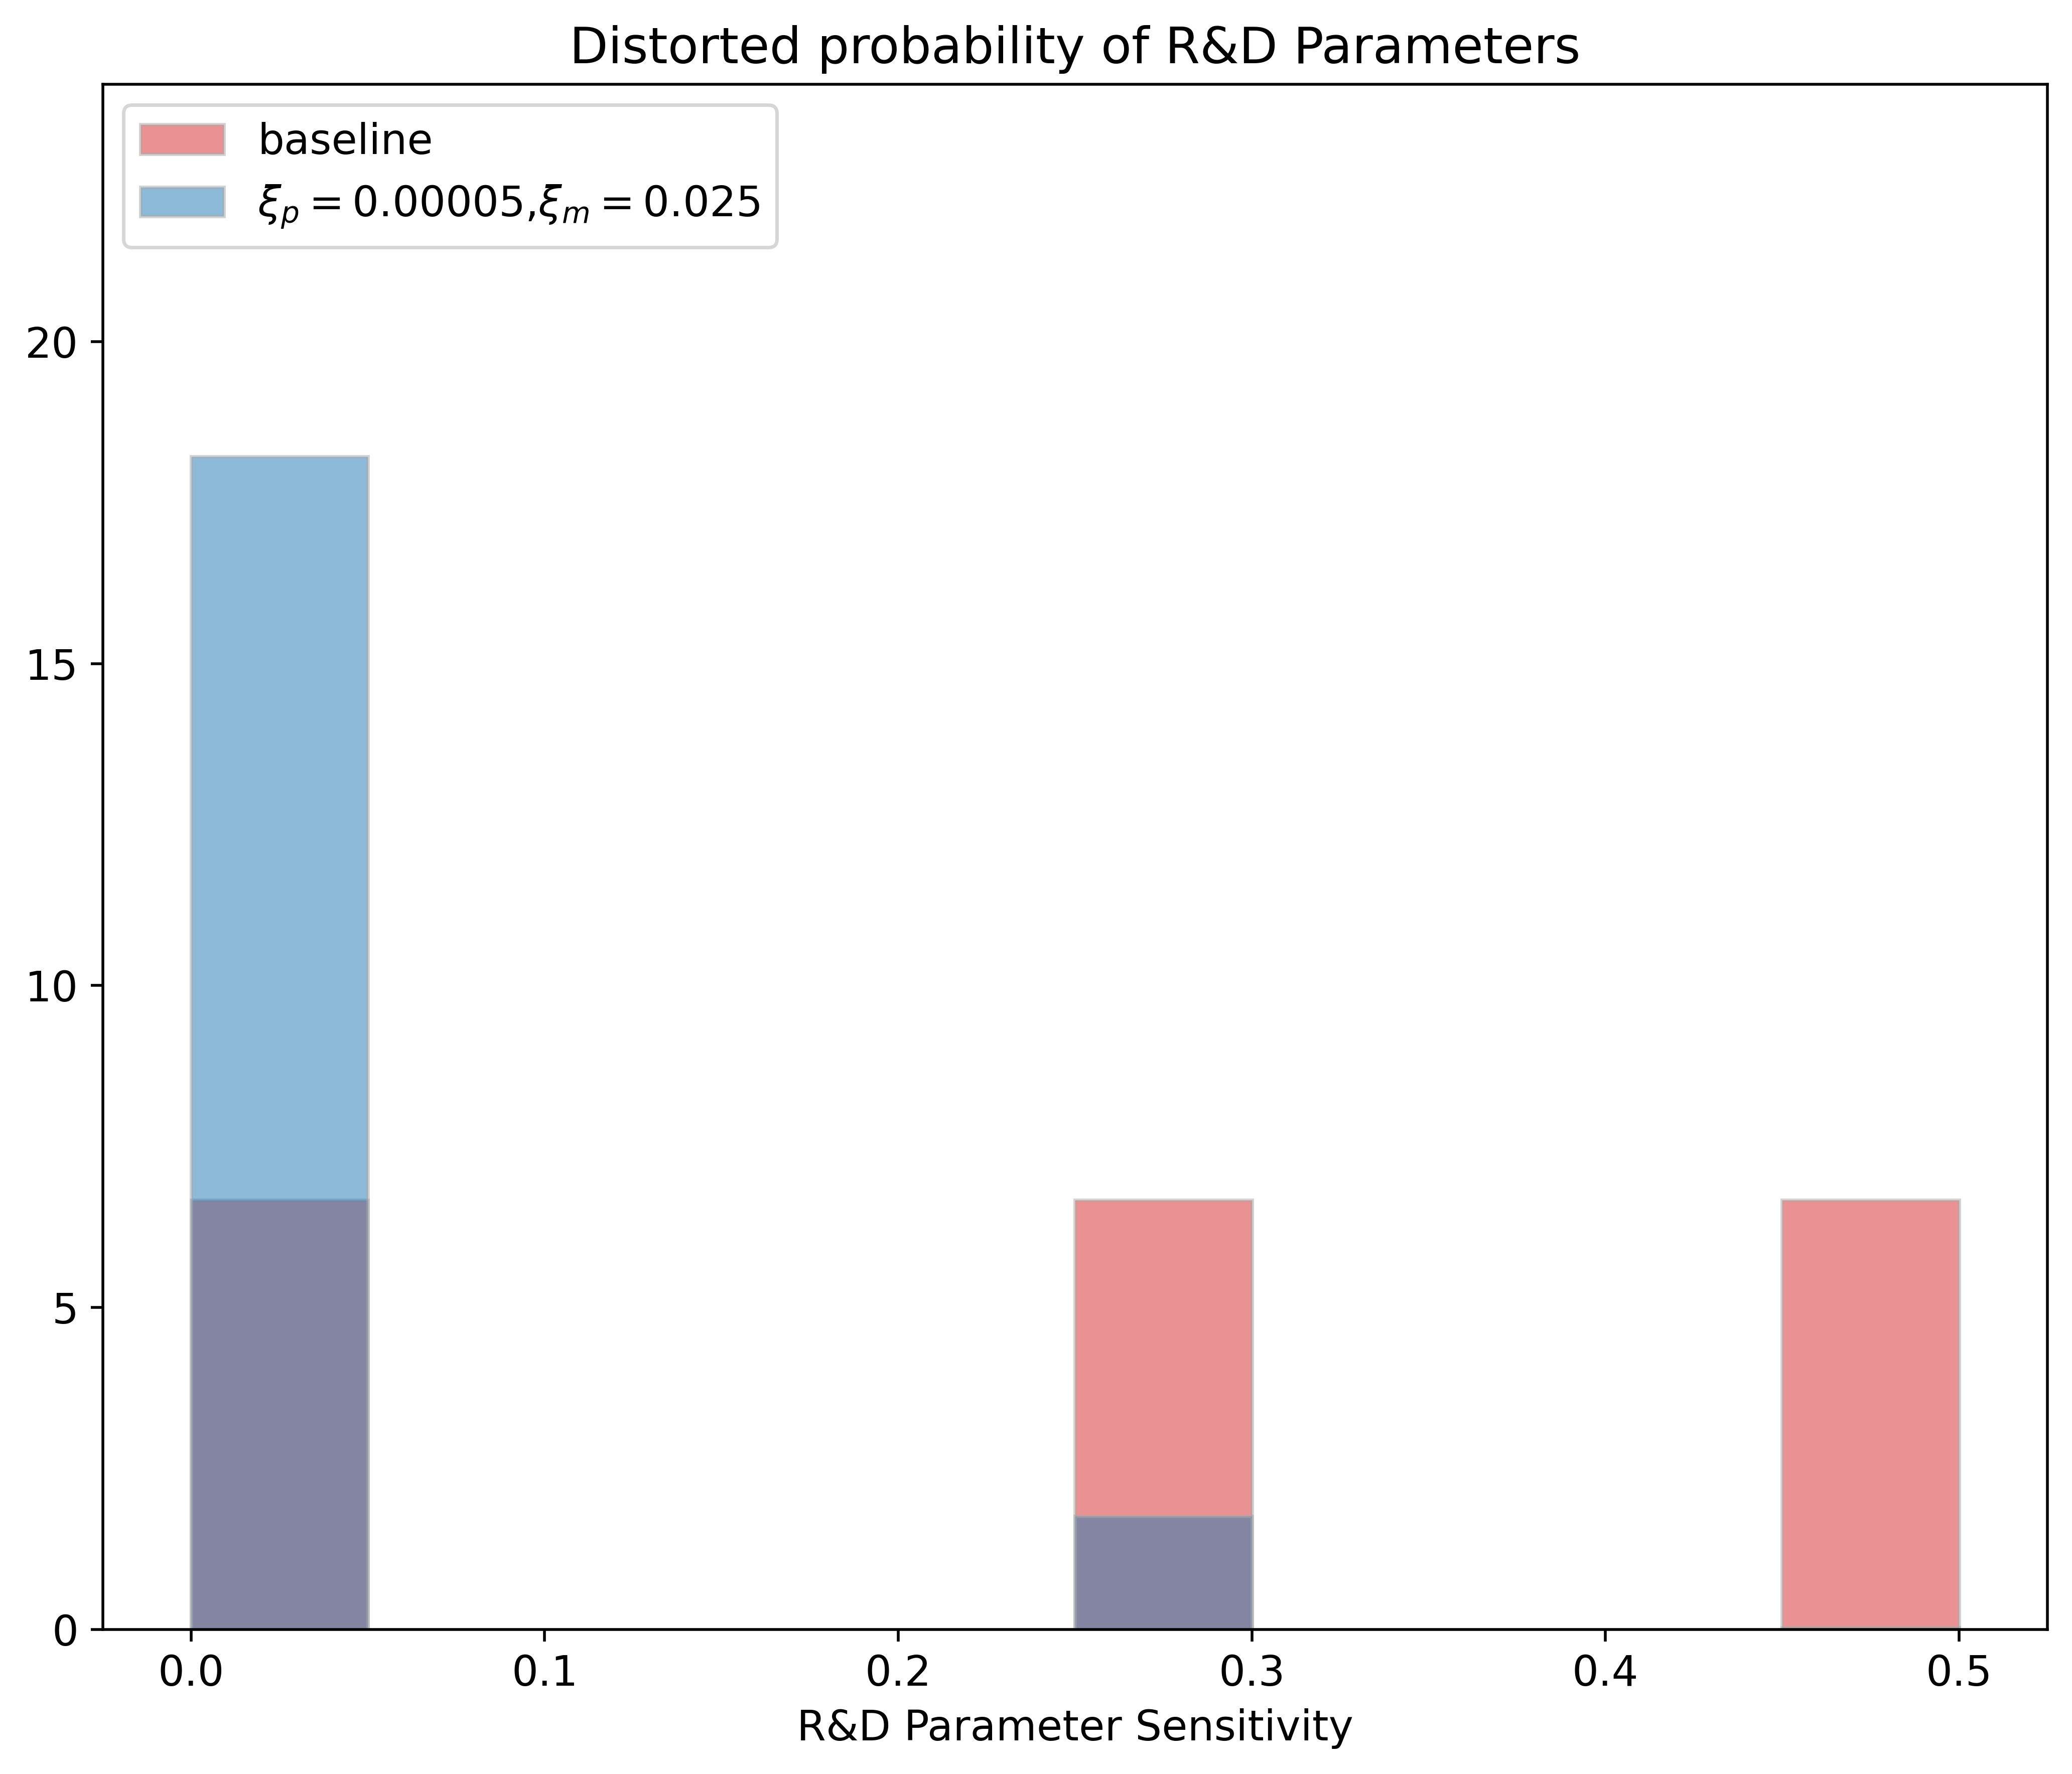 Distorted probability of R&D Parameters
baseline
ξp = 0.00005,ξm = 0.025
20
15
10
5
0
0.0 0.1 0.2 0.3 0.4 0.5
R&D Parameter Sensitivity